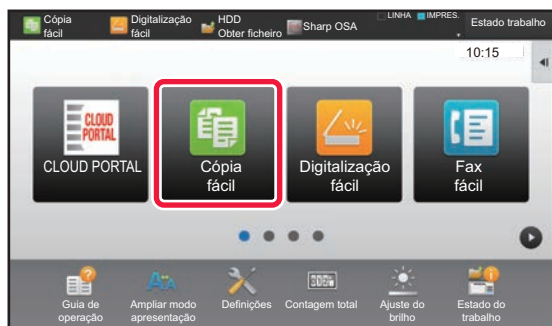 Cópia
fácil
Digitalização
fácil
HDD
Obter ficheiro
Sharp OSA
LINHA
IMPRES.
Estado trabalho
10:15
CLOUD
PORTAL
CLOUD PORTAL
Cópia
fácil
Digitalização
fácil
Fax
fácil
Guia de
operação
Ampliar modo
apresentação
Definições
Contagem total
Ajuste do
brilho
Estado do
trabalho